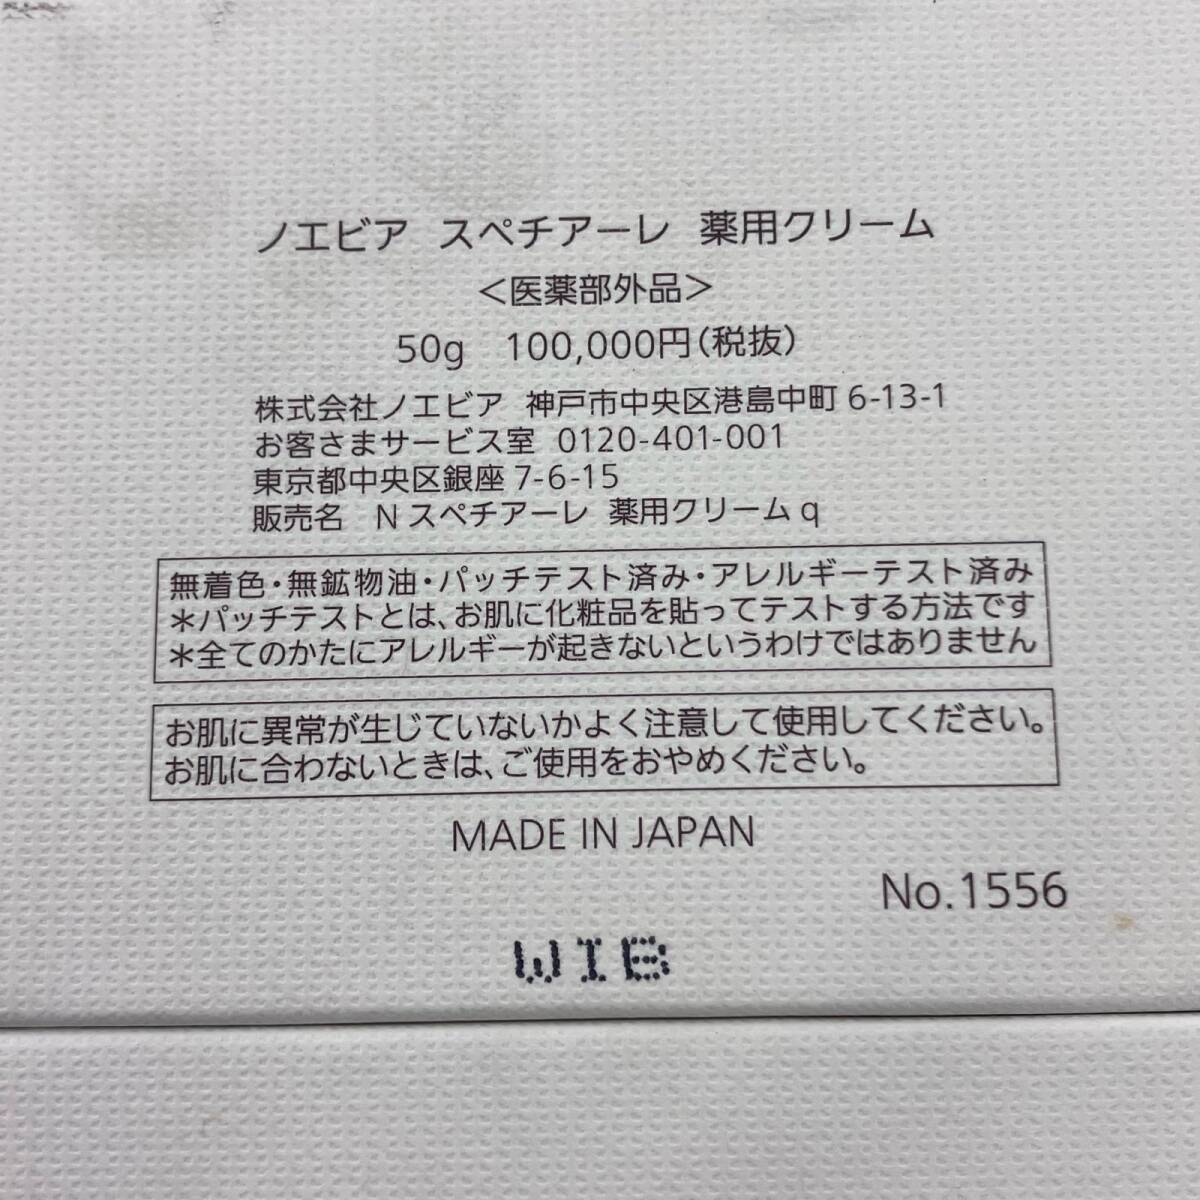 ノエビア スペチアーレ 薬用クリーム
＜医薬部外品＞
50g 100,000円(税抜)
株式会社ノエビア 神戸市中央区港島中町 6-13-1
お客さまサービス室 0120-401-001
東京都中央区銀座 7-6-15
販売名 N スペチアーレ 薬用クリーム q
無着色・無鉱物油・パッチテスト済み・アレルギーテスト済み
＊パッチテストとは、お肌に化粧品を貼ってテストする方法です
＊全てのかたにアレルギーが起きないというわけではありません
お肌に異常が生じていないかよく注意して使用してください。
お肌に合わないときは、ご使用をおやめください。
MADE IN JAPAN
No.1556
WIB